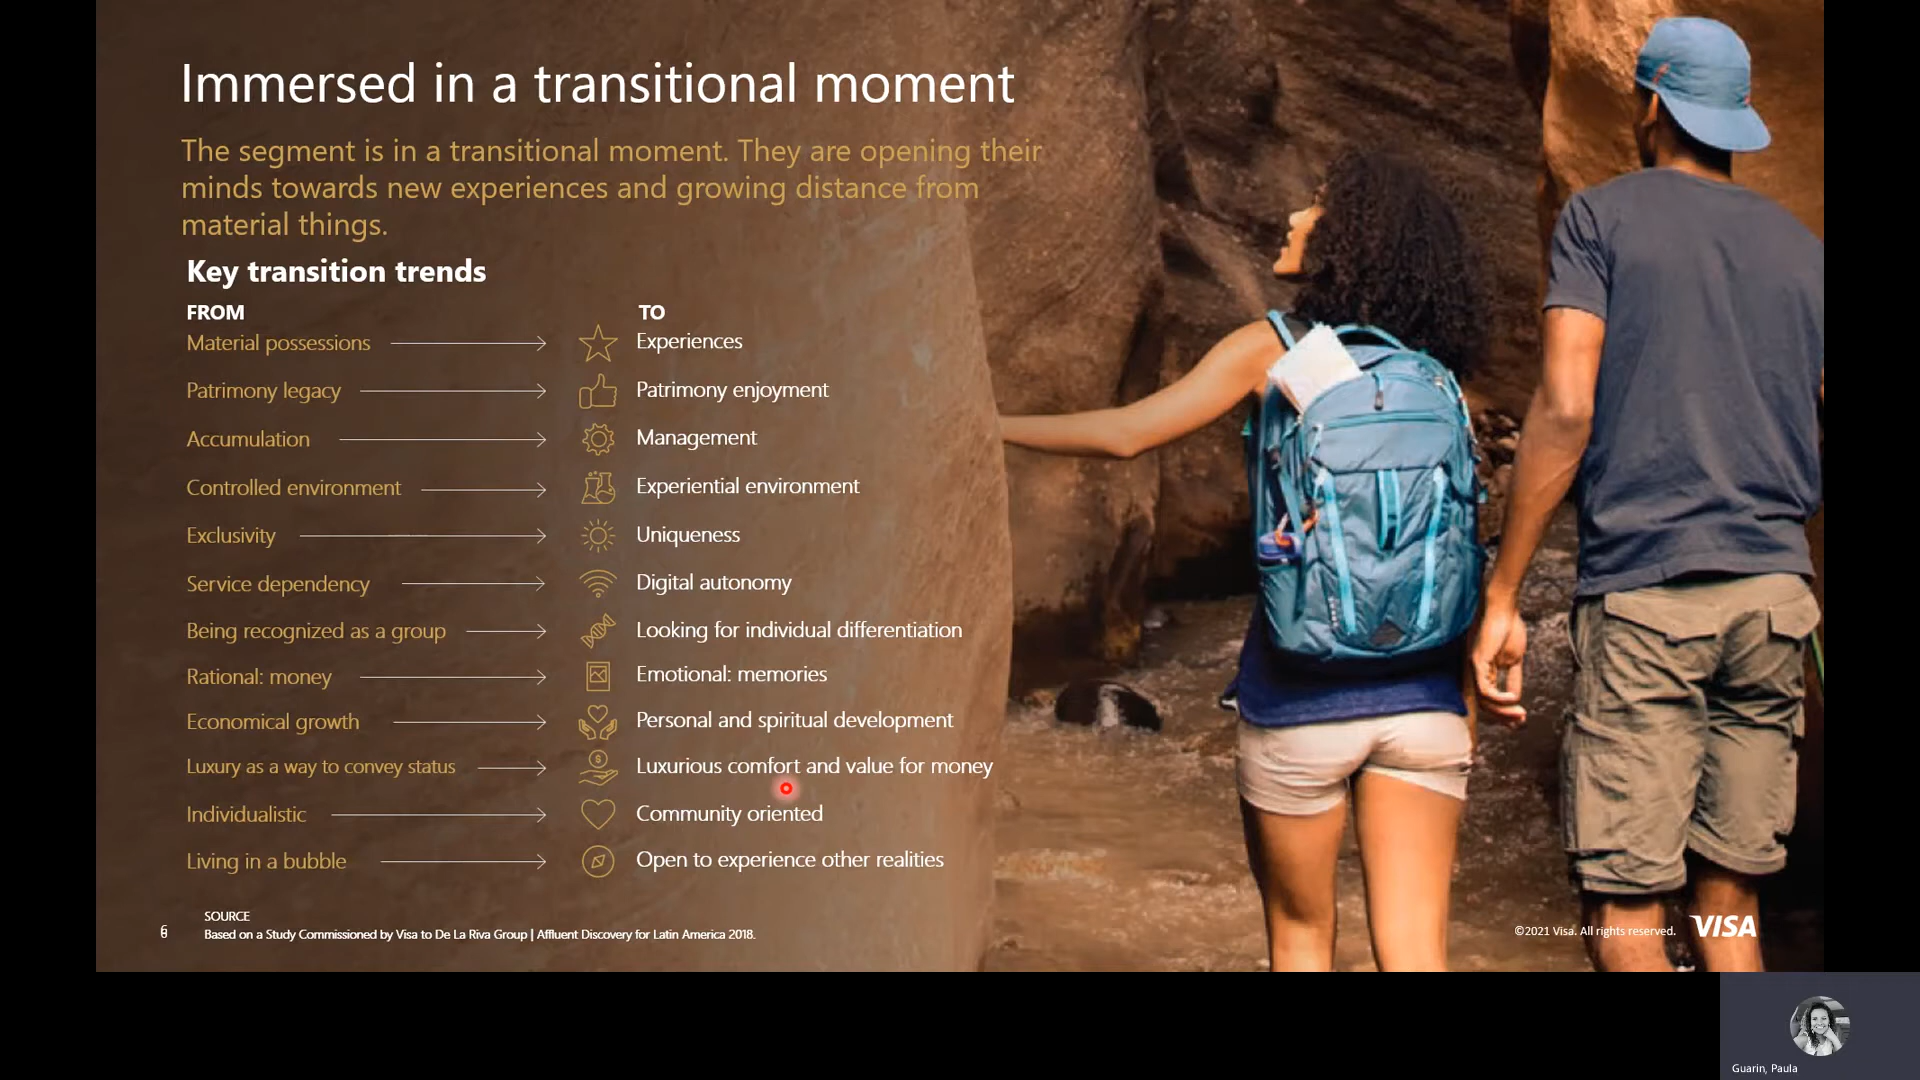 Immersed in a transitional moment
The segment is in a transitional moment. They are opening their
minds towards new experiences and growing distance from
material things.
Key transition trends
FROM TO
Material possessions Experiences
Patrimony legacy Patrimony enjoyment
Accumulation Management
Controlled environment Experiential environment
Exclusivity Uniqueness
Service dependency Digital autonomy
Being recognized as a group Looking for individual differentiation
Rational: money Emotional: memories
Economical growth Personal and spiritual development
Luxury as a way to convey status Luxurious comfort and value for money
Individualistic Community oriented
Living in a bubble Open to experience other realities
SOURCE
Based on a Study Commissioned by Visa to De La Riva Group | Affluent Discovery for Latin America 2018.
©2021 Visa. All rights reserved. VISA
Guarin, Paula